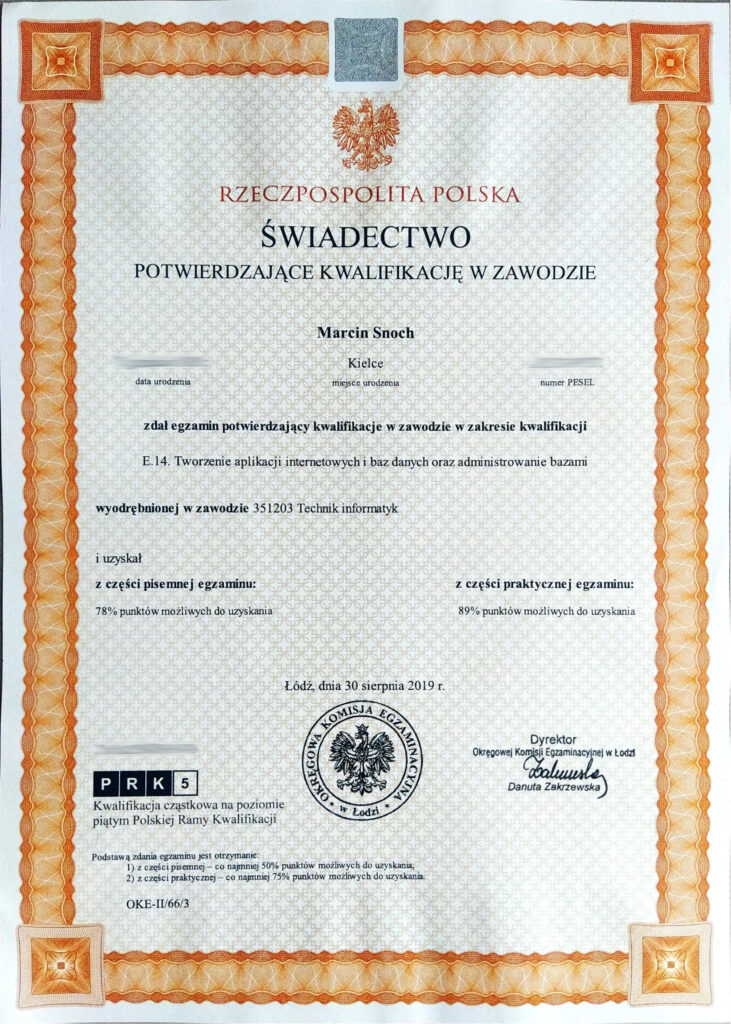 RZECZPOSPOLITA POLSKA
ŚWIADECTWO
POTWIERDZAJĄCE KWALIFIKACJĘ W ZAWODZIE
Marcin Snoch
Kielce
data urodzenia miejsce urodzenia numer PESEL
zdał egzamin potwierdzający kwalifikacje w zawodzie w zakresie kwalifikacji
E.14. Tworzenie aplikacji internetowych i baz danych oraz administrowanie bazami
wyodrębnionej w zawodzie 351203 Technik informatyk
i uzyskał
z części pisemnej egzaminu: z części praktycznej egzaminu:
78% punktów możliwych do uzyskania 89% punktów możliwych do uzyskania
Łódź, dnia 30 sierpnia 2019 r.
OKRĘGOWA KOMISJA EGZAMINACYJNA
* w Łodzi *
Dyrektor
Okręgowej Komisji Egzaminacyjnej w Łodzi
Danuta Zakrzewska
PRK5
Kwalifikacja cząstkowa na poziomie
piątym Polskiej Ramy Kwalifikacji
Podstawą zdania egzaminu jest otrzymanie:
1) z części pisemnej – co najmniej 50% punktów możliwych do uzyskania;
2) z części praktycznej – co najmniej 75% punktów możliwych do uzyskania.
OKE-II/66/3